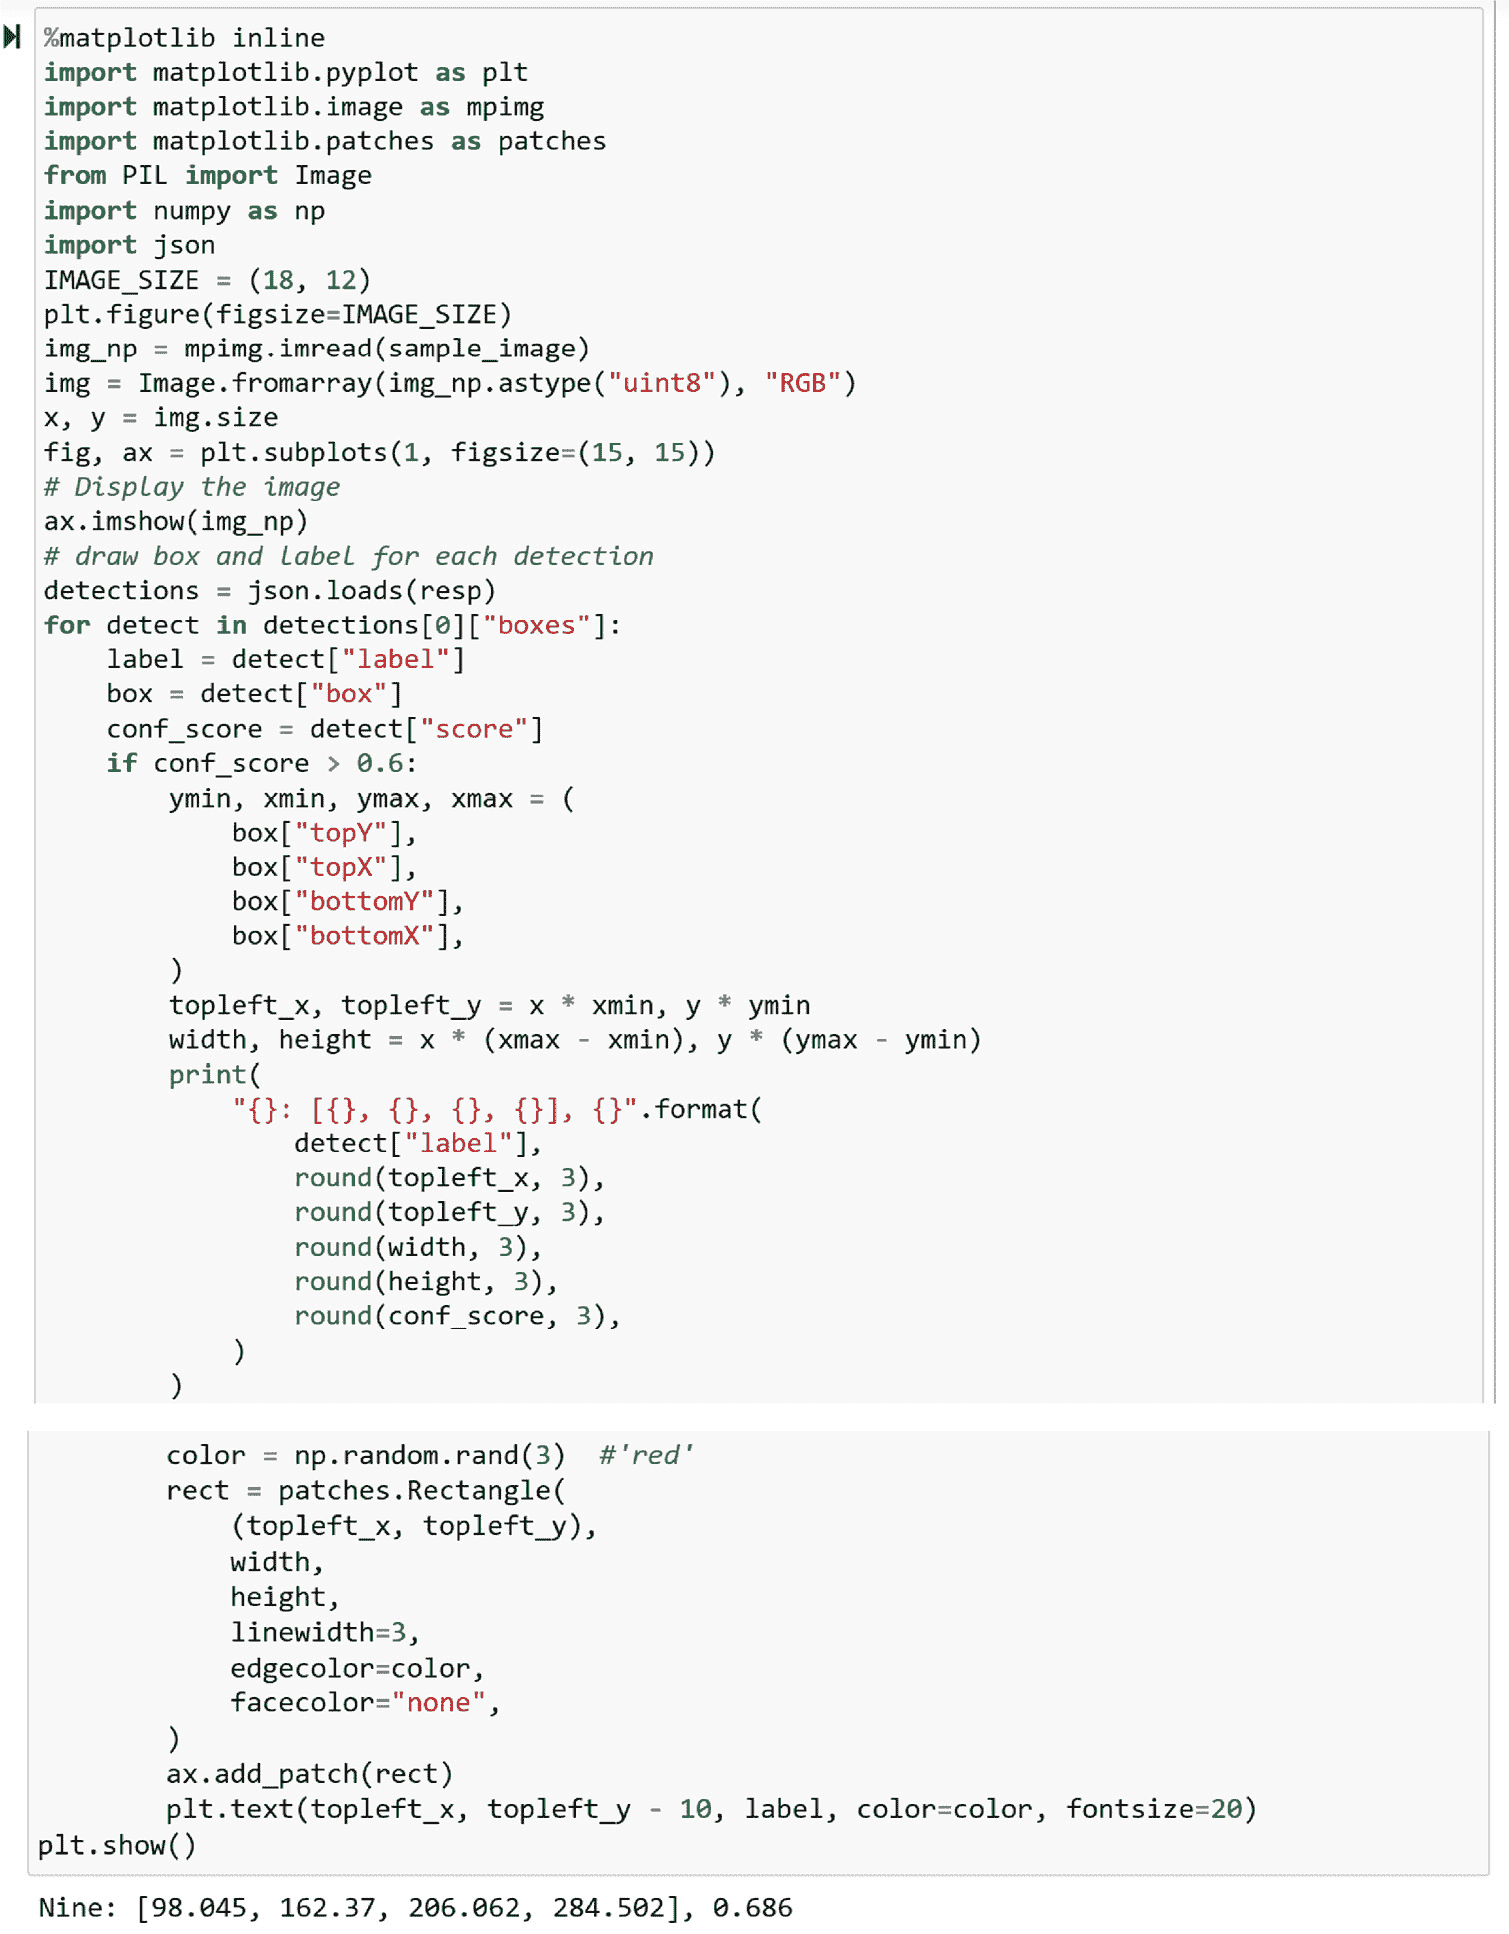 %matplotlib inline
import matplotlib.pyplot as plt
import matplotlib.image as mpimg
import matplotlib.patches as patches
from PIL import Image
import numpy as np
import json
IMAGE_SIZE = (18, 12)
plt.figure(figsize=IMAGE_SIZE)
img_np = mpimg.imread(sample_image)
img = Image.fromarray(img_np.astype("uint8"), "RGB")
x, y = img.size
fig, ax = plt.subplots(1, figsize=(15, 15))
# Display the image
ax.imshow(img_np)
# draw box and label for each detection
detections = json.loads(resp)
for detect in detections[0]["boxes"]:
    label = detect["label"]
    box = detect["box"]
    conf_score = detect["score"]
    if conf_score > 0.6:
        ymin, xmin, ymax, xmax = (
            box["topY"],
            box["topX"],
            box["bottomY"],
            box["bottomX"],
        )
        topleft_x, topleft_y = x * xmin, y * ymin
        width, height = x * (xmax - xmin), y * (ymax - ymin)
        print(
            "{}: [{}, {}, {}, {}], {}".format(
                detect["label"],
                round(topleft_x, 3),
                round(topleft_y, 3),
                round(width, 3),
                round(height, 3),
                round(conf_score, 3),
            )
        )
        color = np.random.rand(3)  #'red'
        rect = patches.Rectangle(
            (topleft_x, topleft_y),
            width,
            height,
            linewidth=3,
            edgecolor=color,
            facecolor="none",
        )
        ax.add_patch(rect)
        plt.text(topleft_x, topleft_y - 10, label, color=color, fontsize=20)
plt.show()
Nine: [98.045, 162.37, 206.062, 284.502], 0.686